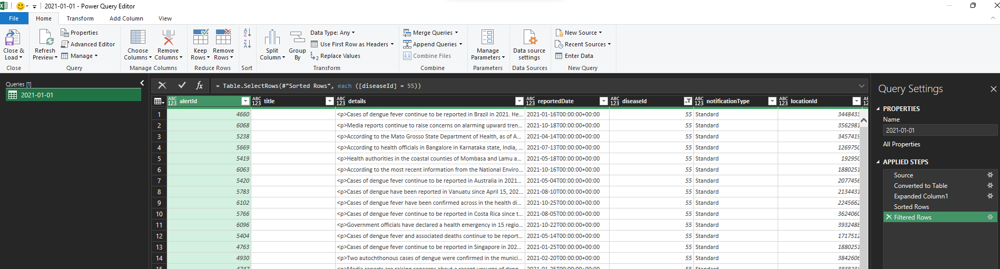 2021-01-01 - Power Query Editor
File Home Transform Add Column View
Close & Load
Close
Refresh Preview
Properties
Advanced Editor
Manage
Query
Choose Columns
Remove Columns
Manage Columns
Keep Rows
Remove Rows
Reduce Rows
A Z
Z A
Sort
Split Column
Group By
Data Type: Any
Use First Row as Headers
1 2 Replace Values
Transform
Merge Queries
Append Queries
Combine Files
Combine
Manage Parameters
Parameters
Data source settings
Data Sources
New Source
Recent Sources
Enter Data
New Query
Queries [1]
2021-01-01
fx = Table.SelectRows(#"Sorted Rows", each ([diseaseId] = 55))
ABC 123 alertId ABC 123 title ABC 123 details ABC 123 reportedDate ABC 123 diseaseId ABC 123 notificationType ABC 123 locationId
1 4660 <p>Cases of dengue fever continue to be reported in Brazil in 2021. He... 2021-01-16T00:00:00+00:00 55 Standard 3448433
2 6068 <p>Media reports continue to raise concerns on alarming upward tren... 2021-10-18T00:00:00+00:00 55 Standard 3562981
3 5238 <p>According to the Mato Grosso State Department of Health, as of A... 2021-04-14T00:00:00+00:00 55 Standard 3457419
4 5669 <p>According to health officials in Bangalore in Karnataka state, India, ... 2021-07-13T00:00:00+00:00 55 Standard 1269750
5 5419 <p>Health authorities in the coastal counties of Mombasa and Lamu a... 2021-05-18T00:00:00+00:00 55 Standard 192950
6 6063 <p>According to the most recent information from the National Enviro... 2021-10-16T00:00:00+00:00 55 Standard 1880251
7 5420 <p>Cases of dengue fever continue to be reported in Australia in 2021... 2021-05-04T00:00:00+00:00 55 Standard 2077456
8 5783 <p>Cases of dengue have been reported in Vanuatu since April 15, 202... 2021-08-10T00:00:00+00:00 55 Standard 2134431
9 6102 <p>Cases of dengue fever have been confirmed across in the health di... 2021-10-25T00:00:00+00:00 55 Standard 2245662
10 5766 <p>Cases of dengue fever continue to be reported in Costa Rica since t... 2021-08-05T00:00:00+00:00 55 Standard 3624060
11 6096 <p>Government officials have declared a health emergency in 15 regio... 2021-10-22T00:00:00+00:00 55 Standard 3932488
12 5404 <p>Cases of dengue fever and associated deaths continue to be report... 2021-05-14T00:00:00+00:00 55 Standard 1717512
13 4763 <p>Cases of dengue fever continue to be reported in Singapore in 202... 2021-01-25T00:00:00+00:00 55 Standard 1880251
14 4930 <p>Two autochthonous cases of dengue were confirmed in the munici... 2021-02-20T00:00:00+00:00 55 Standard 3842606
15 4747 <p>Media reports are raising concerns about a recent upsurge of deng... 2021-01-25T00:00:00+00:00 55 Standard
Query Settings
PROPERTIES
Name
2021-01-01
All Properties
APPLIED STEPS
Source
Converted to Table
Expanded Column1
Sorted Rows
Filtered Rows